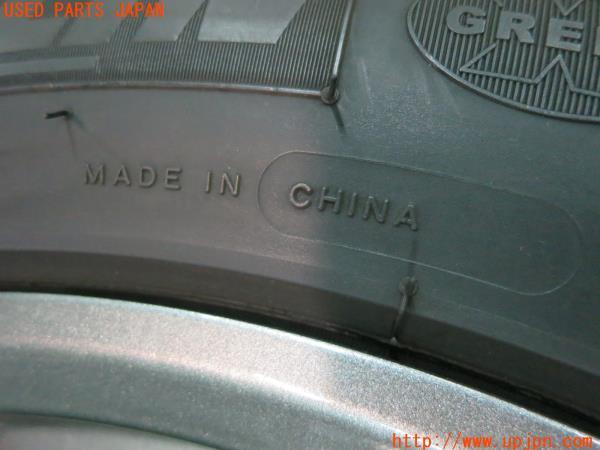 USED PARTS JAPAN
MADE IN CHINA
http://www.upjpn.com